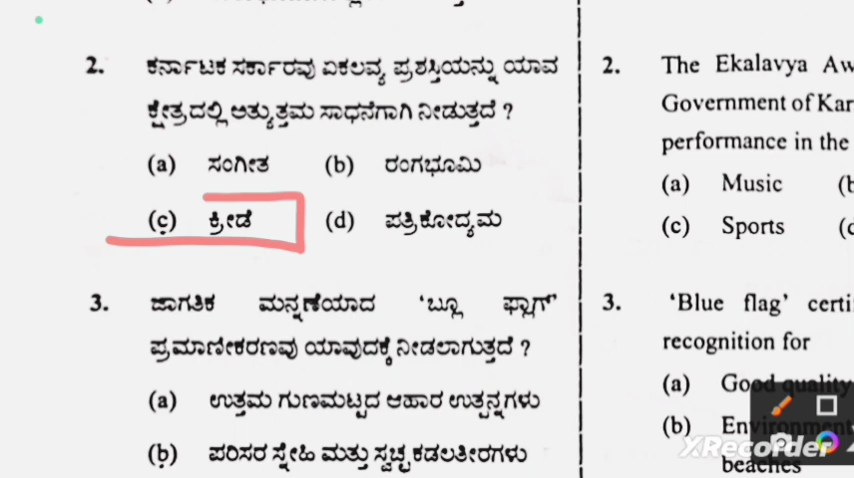 2. ಕರ್ನಾಟಕ ಸರ್ಕಾರವು ಏಕಲವ್ಯ ಪ್ರಶಸ್ತಿಯನ್ನು ಯಾವ
ಕ್ಷೇತ್ರದಲ್ಲಿ ಅತ್ಯುತ್ತಮ ಸಾಧನೆಗಾಗಿ ನೀಡುತ್ತದೆ ?
(a) ಸಂಗೀತ (b) ರಂಗಭೂಮಿ
(c) ಕ್ರೀಡೆ (d) ಪತ್ರಿಕೋದ್ಯಮ
3. ಜಾಗತಿಕ ಮನ್ನಣೆಯಾದ ‘ಬ್ಲೂ ಫ್ಲಾಗ್’
ಪ್ರಮಾಣೀಕರಣವು ಯಾವುದಕ್ಕೆ ನೀಡಲಾಗುತ್ತದೆ ?
(a) ಉತ್ತಮ ಗುಣಮಟ್ಟದ ಆಹಾರ ಉತ್ಪನ್ನಗಳು
(b) ಪರಿಸರ ಸ್ನೇಹಿ ಮತ್ತು ಸ್ವಚ್ಛ ಕಡಲತೀರಗಳು
2. The Ekalavya Aw
Government of Kar
performance in the
(a) Music (b
(c) Sports (d
3. ‘Blue flag’ certi
recognition for
(a) Good quality
(b) Environment
beaches
XRecorder